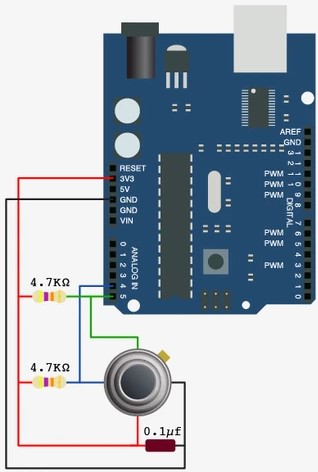 AREF
GND
13
12
11
10
9
8
PWM
PWM
PWM
DIGITAL
7
6
5
4
3
2
1
0
PWM
PWM
PWM
RESET
3V3
5V
GND
GND
VIN
ANALOG IN
0
1
2
3
4
5
4.7KΩ
4.7KΩ
0.1µf